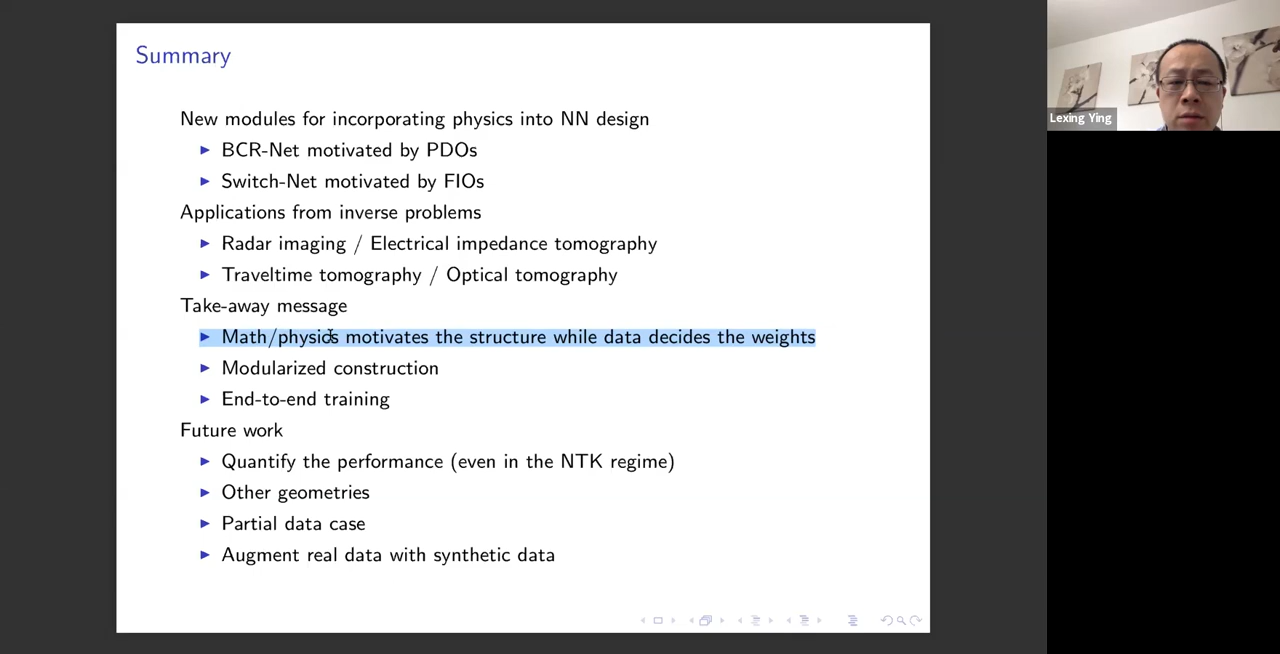 Summary
New modules for incorporating physics into NN design
► BCR-Net motivated by PDOs
► Switch-Net motivated by FIOs
Applications from inverse problems
► Radar imaging / Electrical impedance tomography
► Traveltime tomography / Optical tomography
Take-away message
► Math/physics motivates the structure while data decides the weights
► Modularized construction
► End-to-end training
Future work
► Quantify the performance (even in the NTK regime)
► Other geometries
► Partial data case
► Augment real data with synthetic data
Lexing Ying